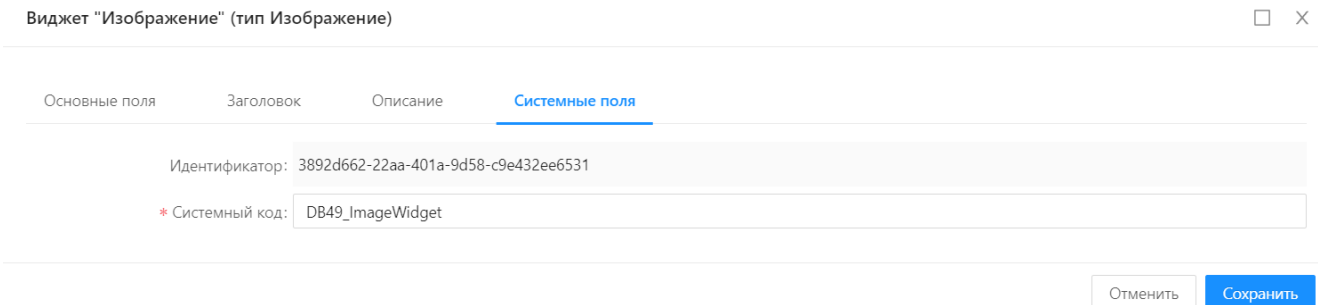 Виджет "Изображение" (тип Изображение)
Основные поля Заголовок Описание Системные поля
Идентификатор: 3892d662-22aa-401a-9d58-c9e432ee6531
* Системный код: DB49_ImageWidget
Отменить Сохранить